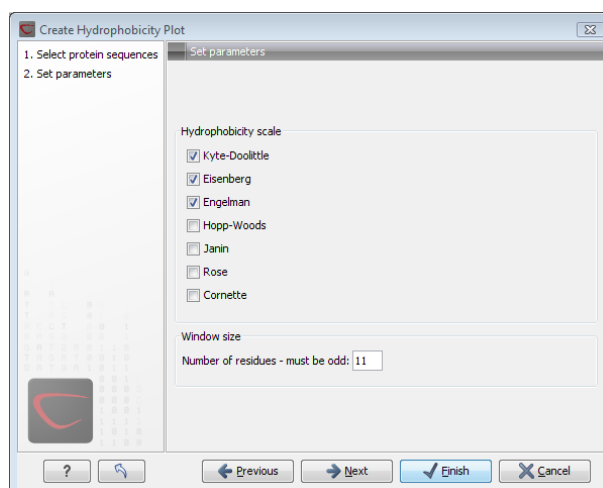 Create Hydrophobicity Plot
1. Select protein sequences
2. Set parameters
Set parameters
Hydrophobicity scale
Kyte-Doolittle
Eisenberg
Engelman
Hopp-Woods
Janin
Rose
Cornette
Window size
Number of residues - must be odd: 11
? Previous Next Finish Cancel